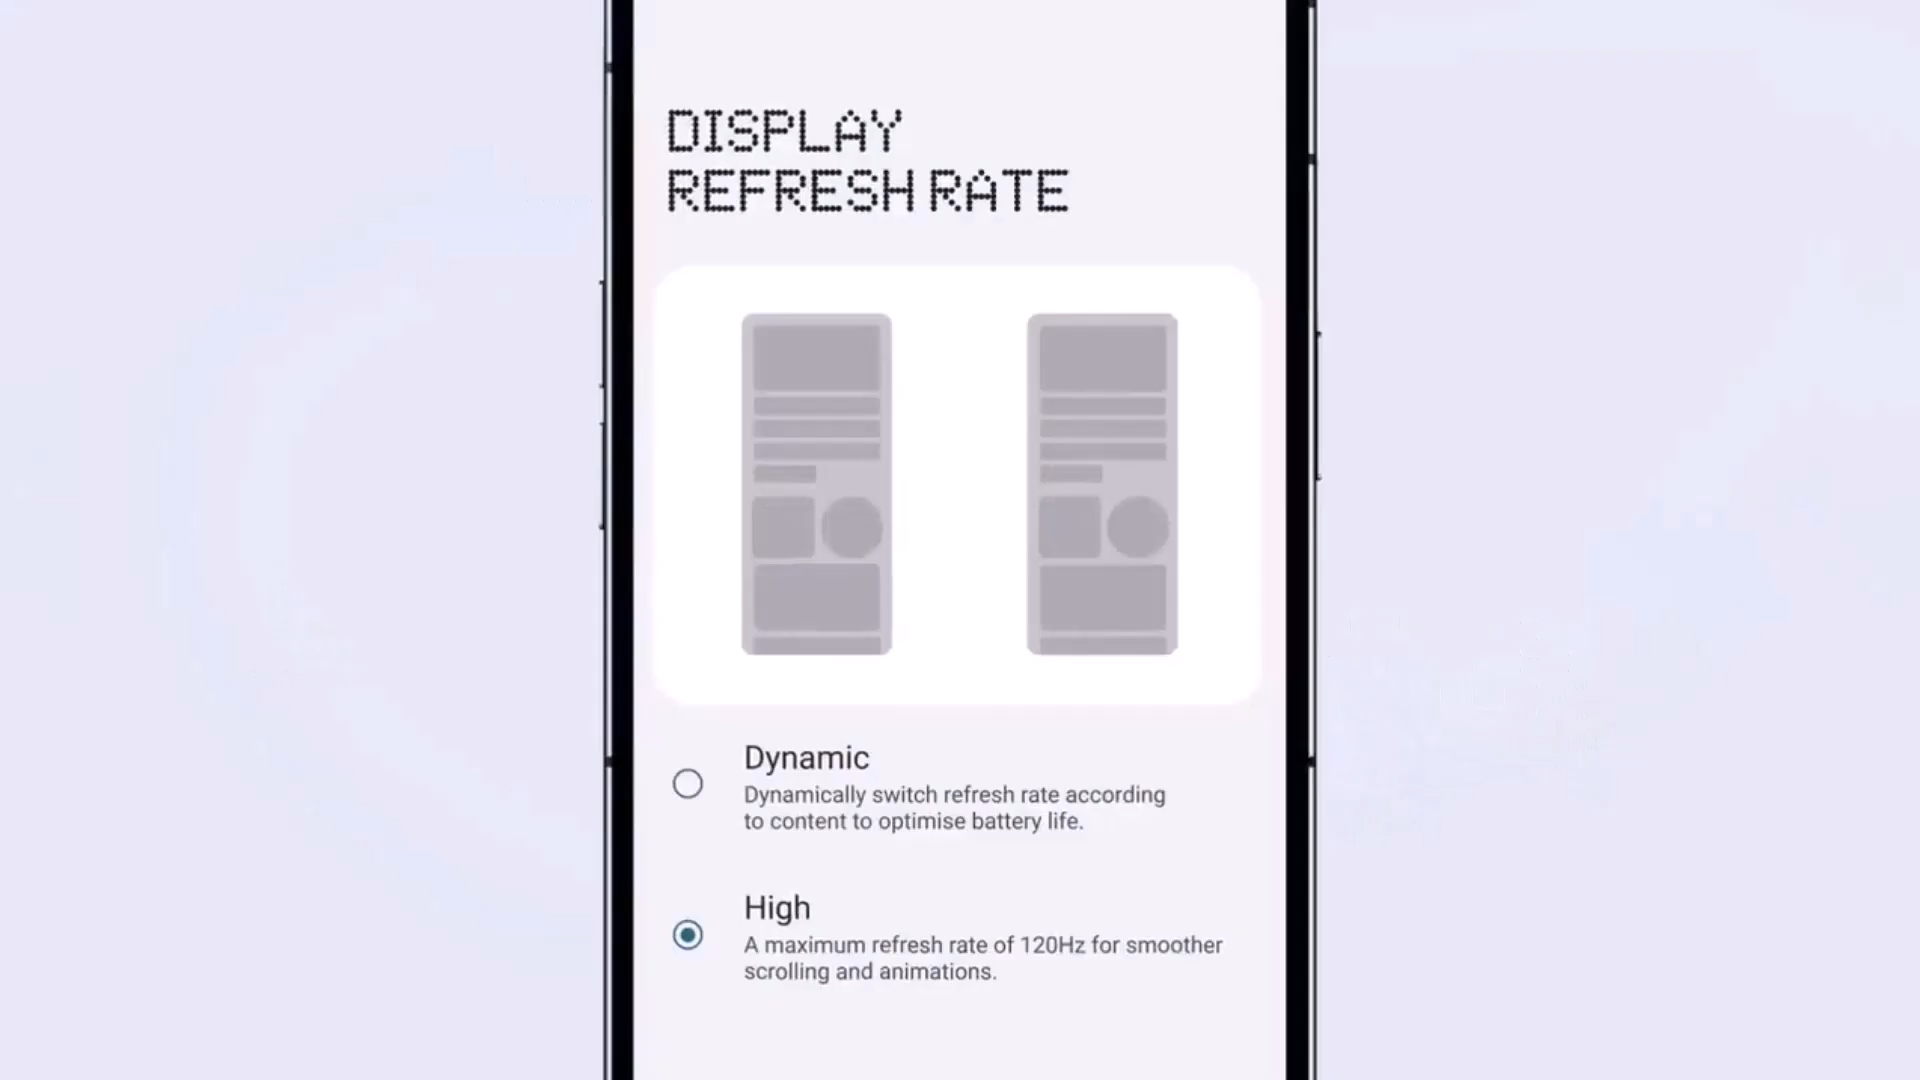 DISPLAY
REFRESH RATE
Dynamic
Dynamically switch refresh rate according
to content to optimise battery life.
High
A maximum refresh rate of 120Hz for smoother
scrolling and animations.